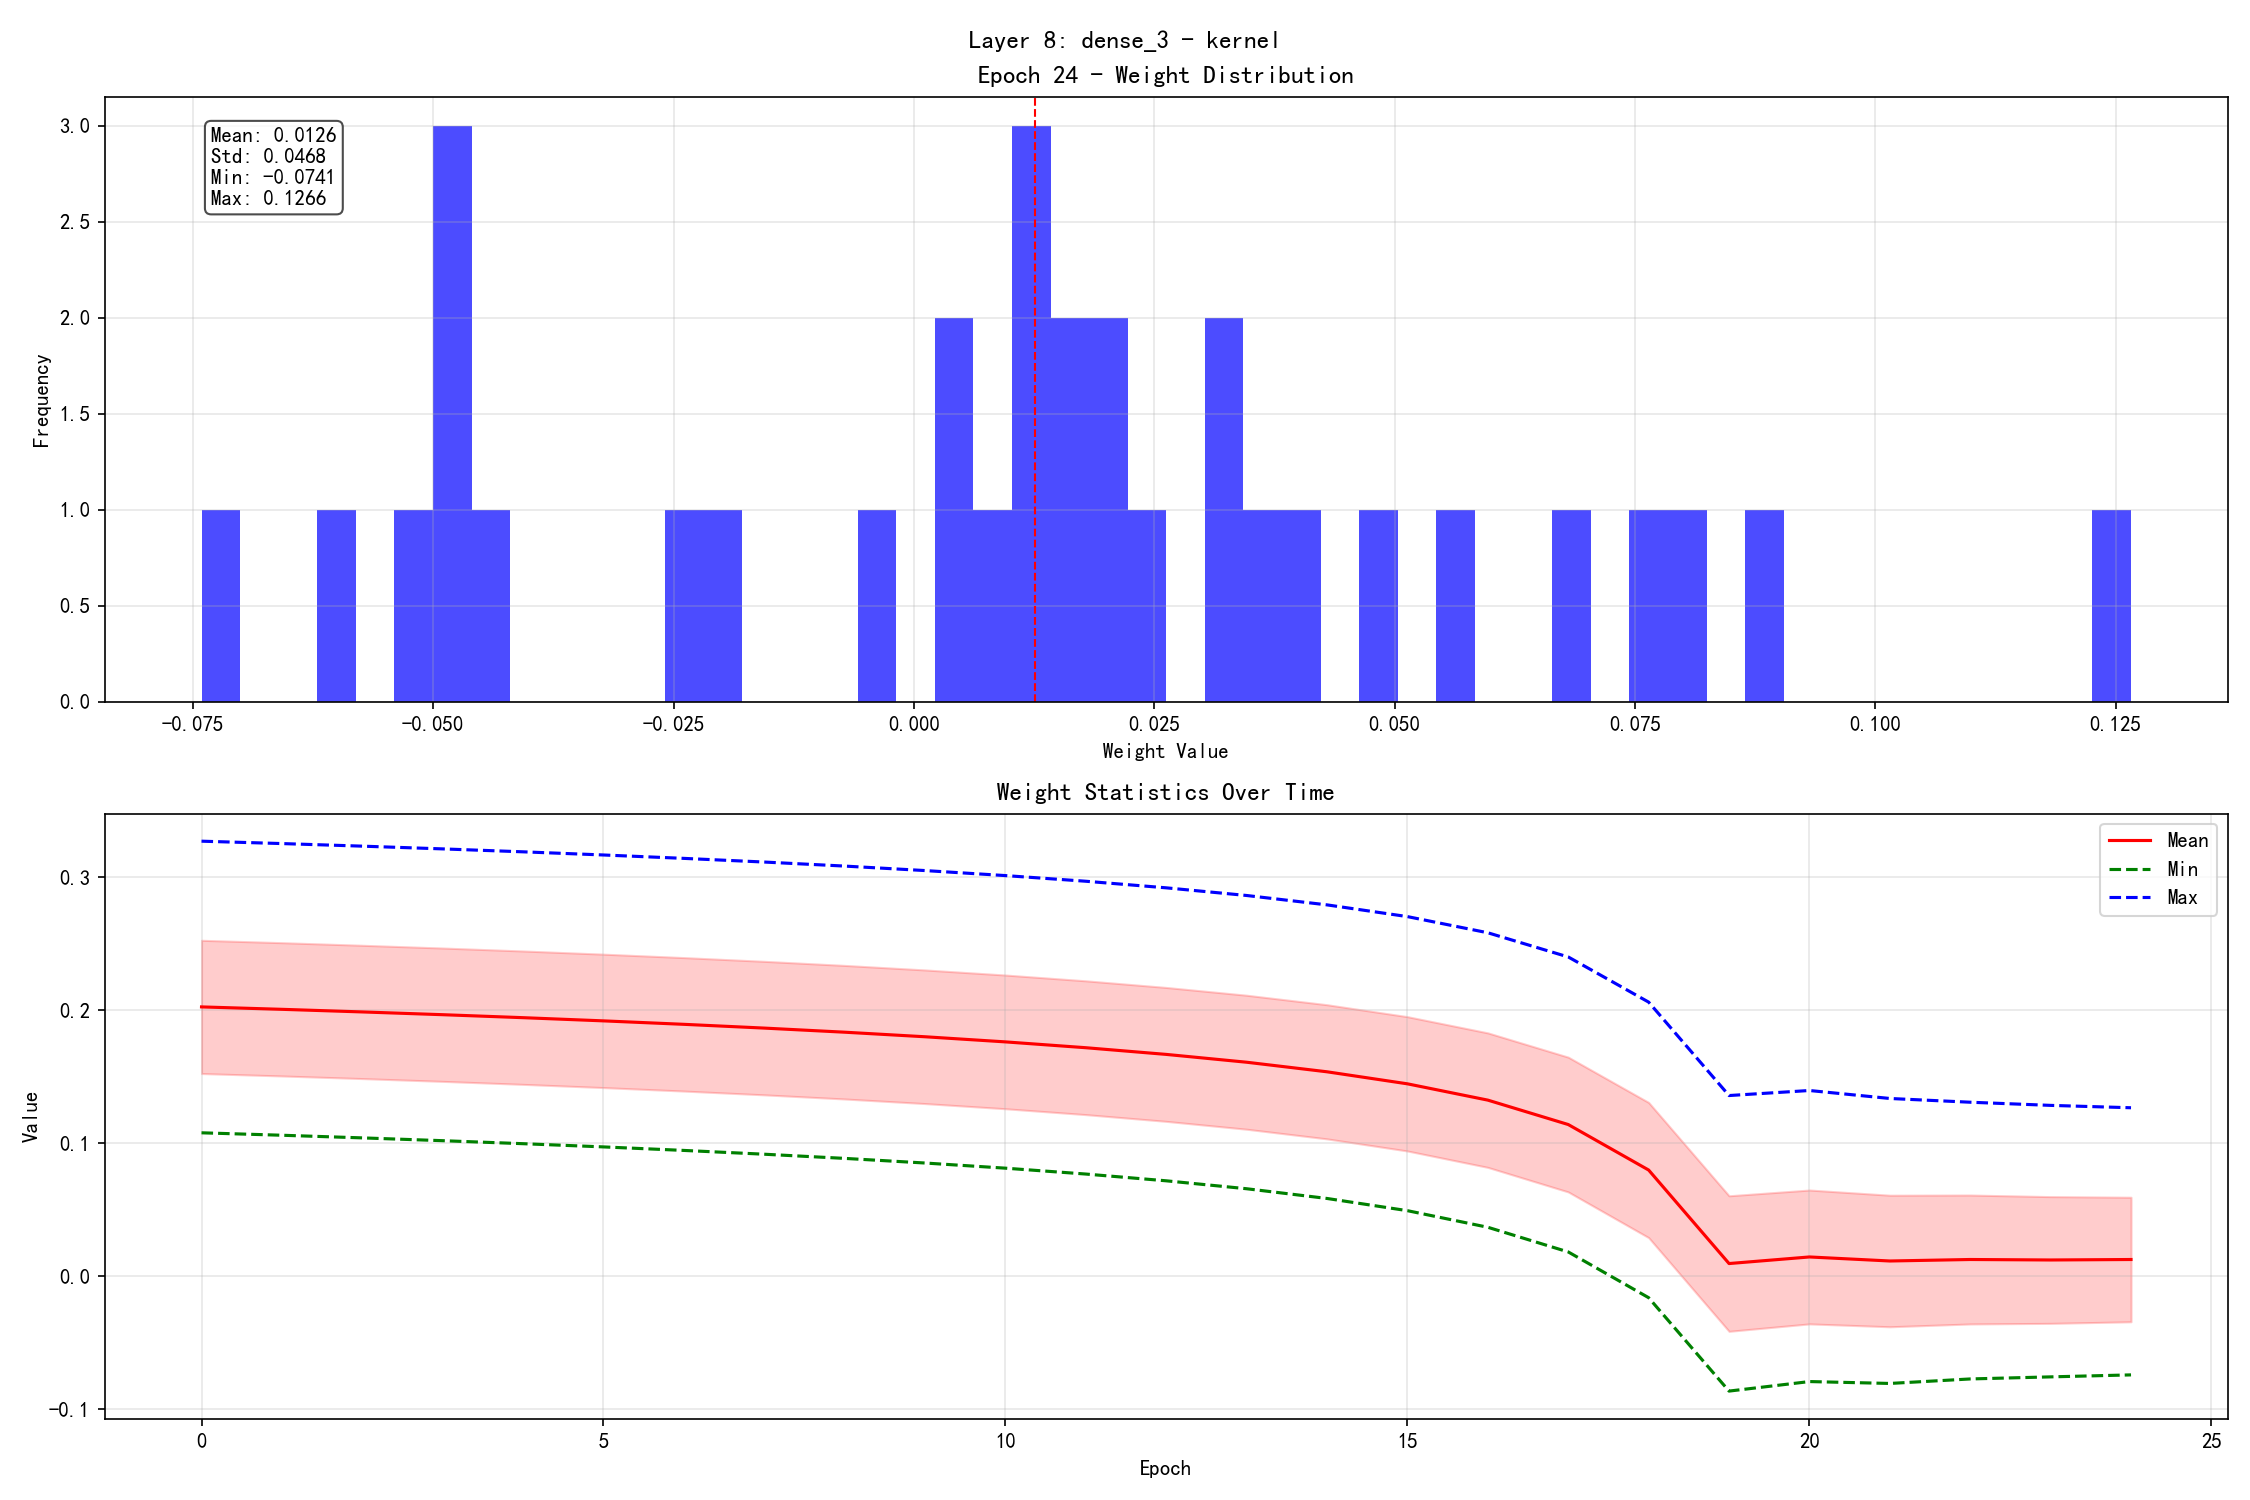 Layer 8: dense_3 - kernel
Epoch 24 - Weight Distribution
Mean: 0.0126
Std: 0.0468
Min: -0.0741
Max: 0.1266
3.0
2.5
2.0
1.5
1.0
0.5
0.0
Frequency
-0.075 -0.050 -0.025 0.000 0.025 0.050 0.075 0.100 0.125
Weight Value
Weight Statistics Over Time
Mean
Min
Max
0.3
0.2
0.1
0.0
-0.1
Value
0 5 10 15 20 25
Epoch